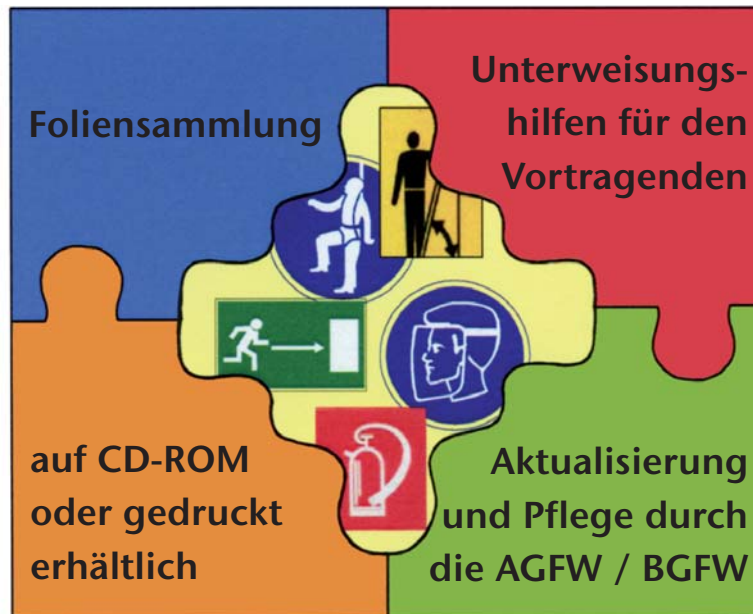 Foliensammlung
Unterweisungs-
hilfen für den
Vortragenden
auf CD-ROM
oder gedruckt
erhältlich
Aktualisierung
und Pflege durch
die AGFW / BGFW